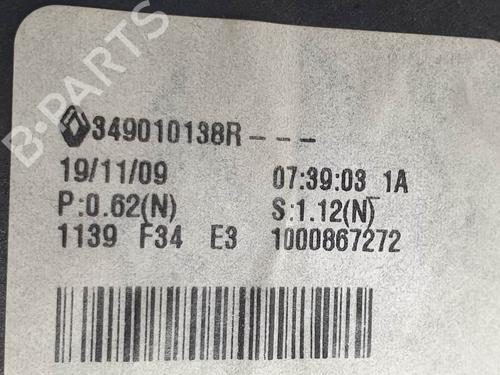 B-PARTS
349010138R---
19/11/09 07:39:03 1A
P:0.62(N) S:1.12(N)
1139 F34 E3 1000867272